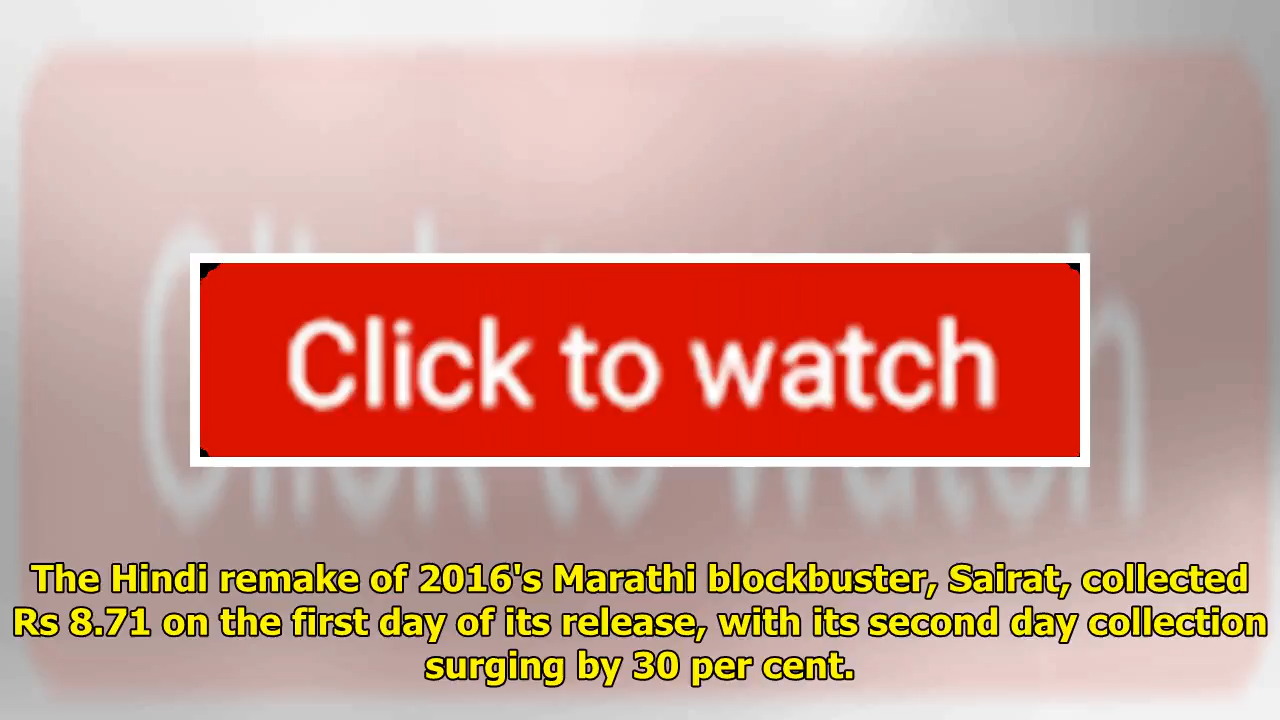 Click to watch
The Hindi remake of 2016's Marathi blockbuster, Sairat, collected
Rs 8.71 on the first day of its release, with its second day collection
surging by 30 per cent.